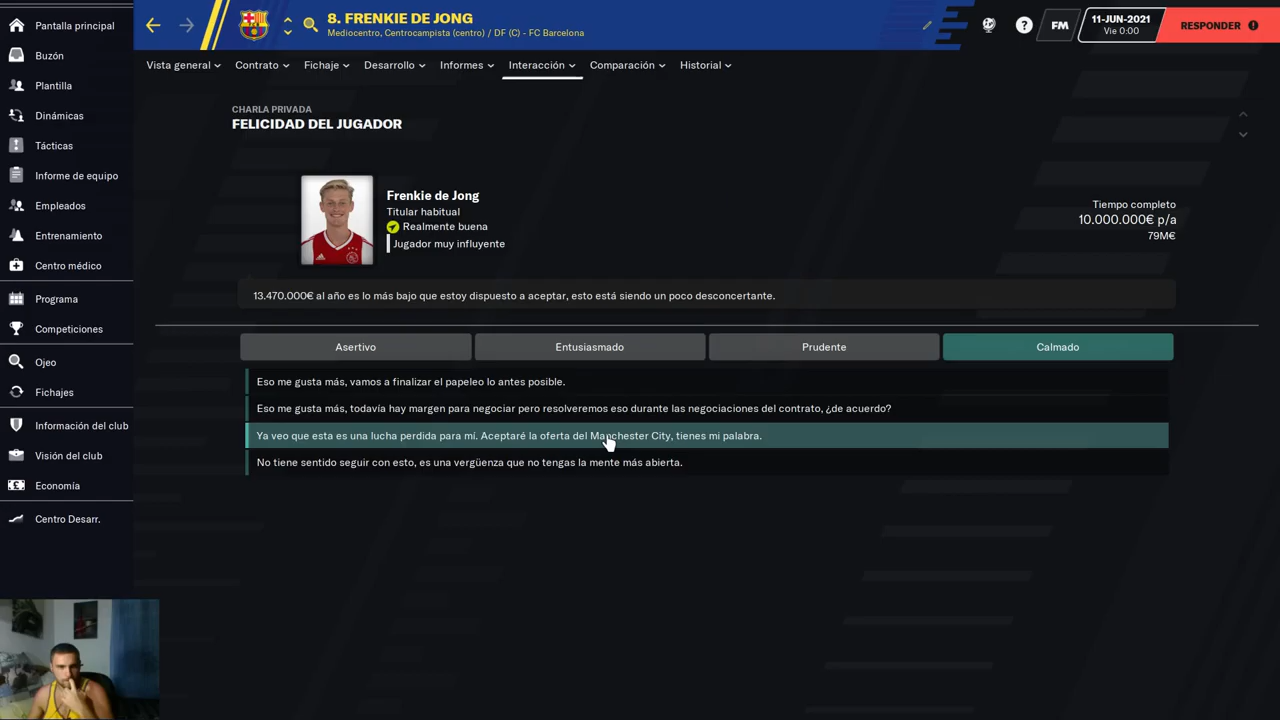 Pantalla principal
Buzón
Plantilla
Dinámicas
Tácticas
Informe de equipo
Empleados
Entrenamiento
Centro médico
Programa
Competiciones
Ojeo
Fichajes
Información del club
Visión del club
Economía
Centro Desarr.
8. FRENKIE DE JONG
Mediocentro, Centrocampista (centro) / DF (C) - FC Barcelona
FM
11-JUN-2021
Vie 0:00
RESPONDER
Vista general
Contrato
Fichaje
Desarrollo
Informes
Interacción
Comparación
Historial
CHARLA PRIVADA
FELICIDAD DEL JUGADOR
Frenkie de Jong
Titular habitual
Realmente buena
Jugador muy influyente
Tiempo completo
10.000.000€ p/a
79M€
13.470.000€ al año es lo más bajo que estoy dispuesto a aceptar, esto está siendo un poco desconcertante.
Asertivo
Entusiasmado
Prudente
Calmado
Eso me gusta más, vamos a finalizar el papeleo lo antes posible.
Eso me gusta más, todavía hay margen para negociar pero resolveremos eso durante las negociaciones del contrato, ¿de acuerdo?
Ya veo que esta es una lucha perdida para mí. Aceptaré la oferta del Manchester City, tienes mi palabra.
No tiene sentido seguir con esto, es una vergüenza que no tengas la mente más abierta.